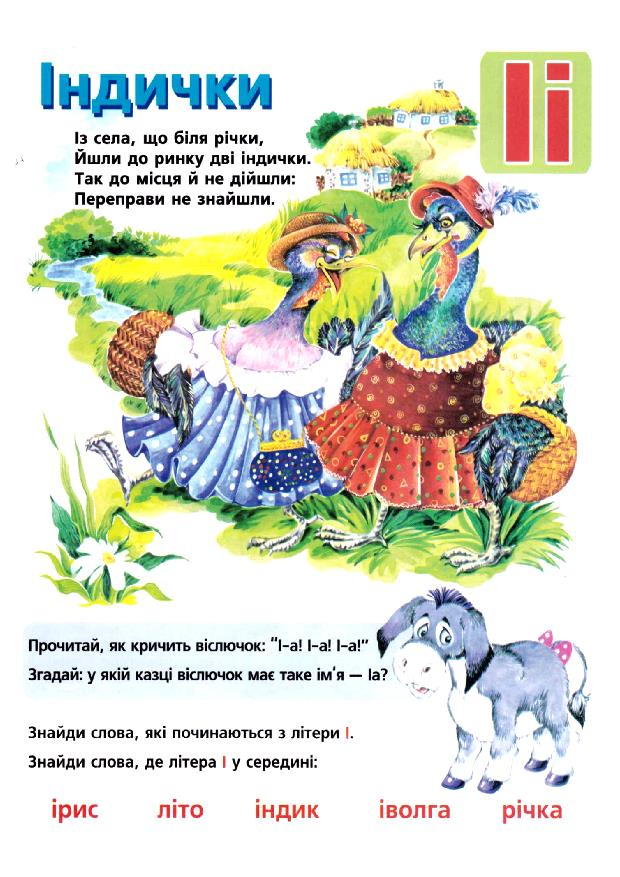 Індички
Іі
Із села, що біля річки,
Йшли до ринку дві індички.
Так до місця й не дійшли:
Переправи не знайшли.
Прочитай, як кричить віслючок: "І-а! І-а! І-а!"
Згадай: у якій казці віслючок має таке ім'я — Іа?
Знайди слова, які починаються з літери І.
Знайди слова, де літера І у середині:
ірис літо індик іволга річка